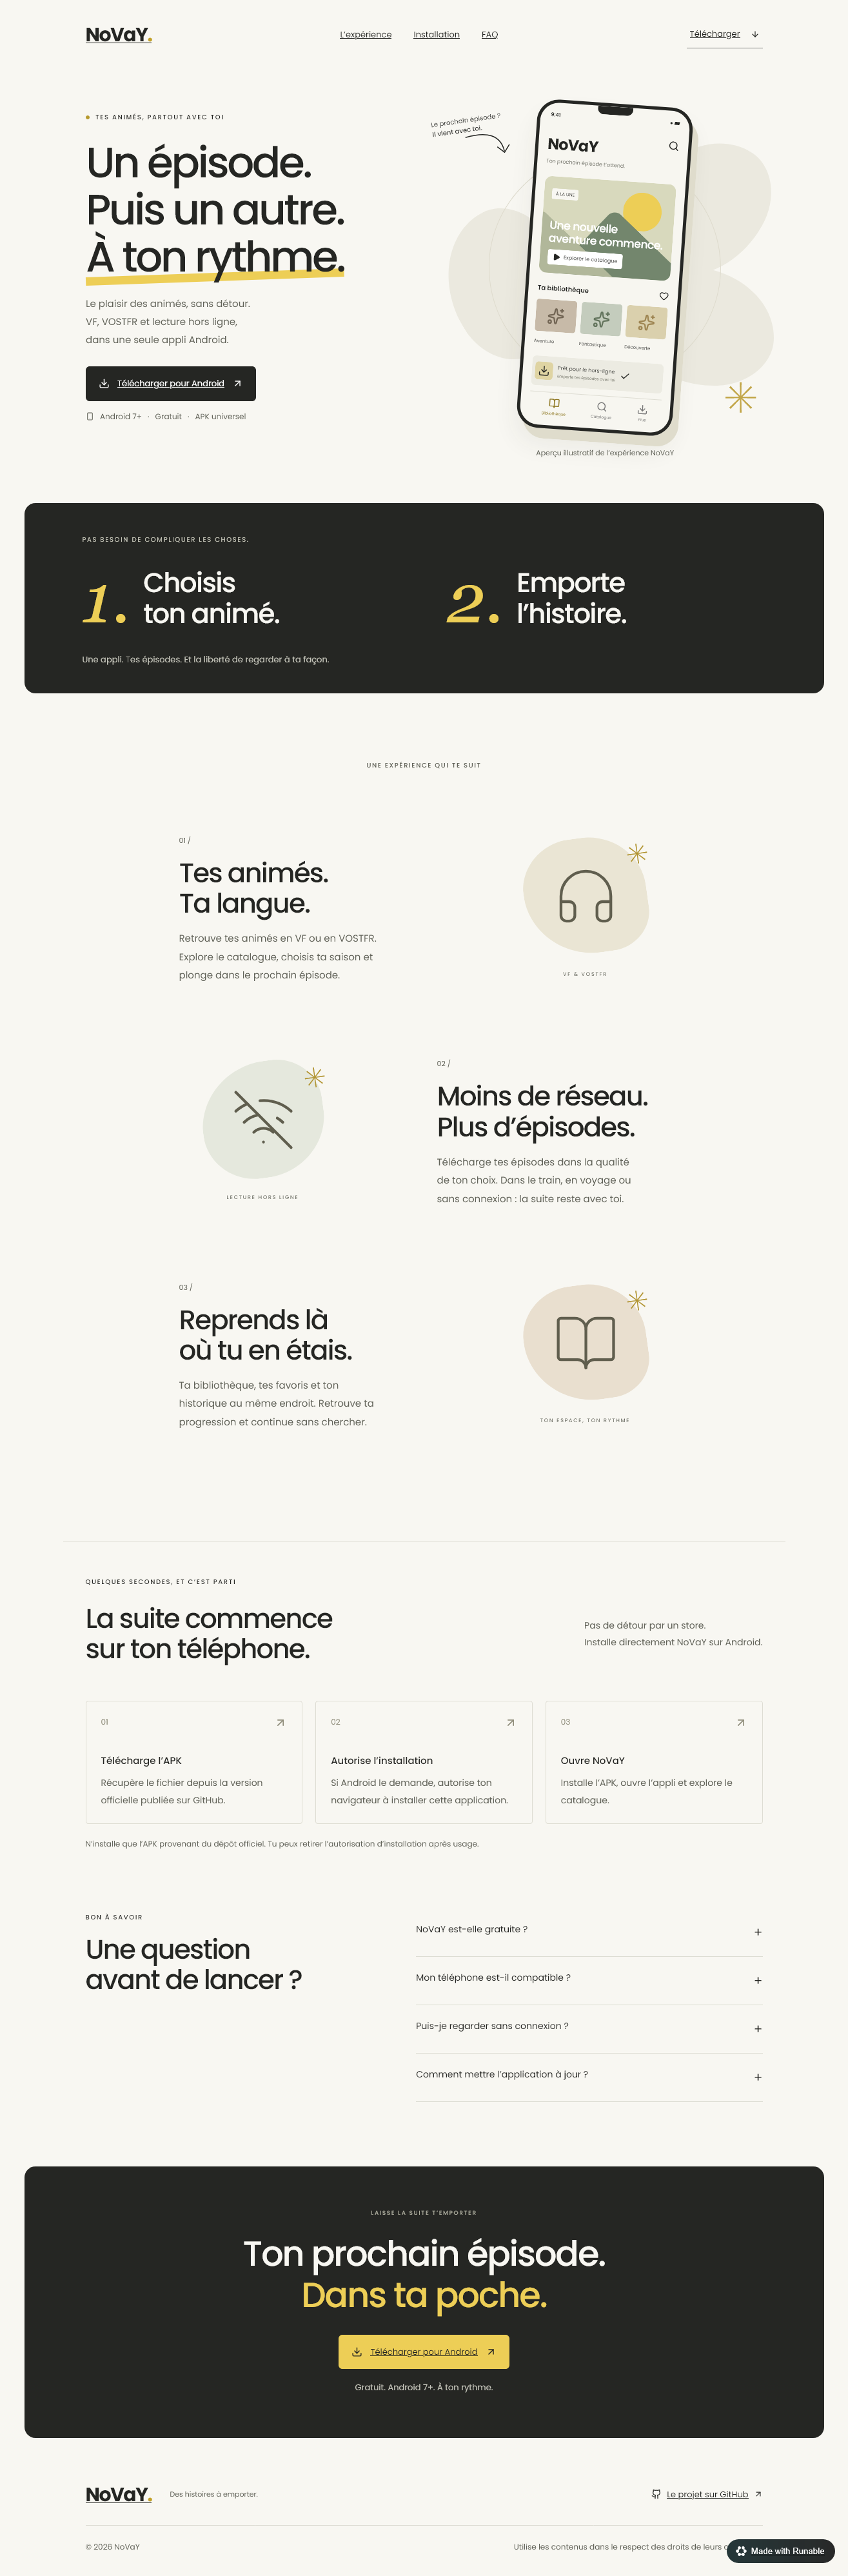 NoVaY.
L’expérience
Installation
FAQ
Télécharger
TES ANIMÉS, PARTOUT AVEC TOI
Un épisode.
Puis un autre.
À ton rythme.
Le plaisir des animés, sans détour.
VF, VOSTFR et lecture hors ligne,
dans une seule appli Android.
Télécharger pour Android
Android 7+ · Gratuit · APK universel
Le prochain épisode ?
Il vient avec toi.
9:41
NoVaY
Ton prochain épisode t'attend.
À LA UNE
Une nouvelle
aventure commence.
Explorer le catalogue
Ta bibliothèque
Aventure
Fantastique
Découverte
Prêt pour le hors-ligne
Catalogue
Aperçu illustratif de l’expérience NoVaY
PAS BESOIN DE COMPLIQUER LES CHOSES.
1.
Choisis
ton animé.
2.
Emporte
l’histoire.
Une appli. Tes épisodes. Et la liberté de regarder à ta façon.
UNE EXPÉRIENCE QUI TE SUIT
01 /
Tes animés.
Ta langue.
Retrouve tes animés en VF ou en VOSTFR.
Explore le catalogue, choisis ta saison et
plonge dans le prochain épisode.
VF & VOSTFR
02 /
Moins de réseau.
Plus d’épisodes.
Télécharge tes épisodes dans la qualité
de ton choix. Dans le train, en voyage ou
sans connexion : la suite reste avec toi.
LECTURE HORS LIGNE
03 /
Reprends là
où tu en étais.
Ta bibliothèque, tes favoris et ton
historique au même endroit. Retrouve ta
progression et continue sans chercher.
TON ESPACE, TON RYTHME
QUELQUES SECONDES, ET C’EST PARTI
La suite commence
sur ton téléphone.
Pas de détour par un store.
Installe directement NoVaY sur Android.
01
Télécharge l’APK
Récupère le fichier depuis la version
officielle publiée sur GitHub.
02
Autorise l’installation
Si Android le demande, autorise ton
navigateur à installer cette application.
03
Ouvre NoVaY
Installe l’APK, ouvre l’appli et explore le
catalogue.
N’installe que l’APK provenant du dépôt officiel. Tu peux retirer l’autorisation d’installation après usage.
BON À SAVOIR
Une question
avant de lancer ?
NoVaY est-elle gratuite ?
Mon téléphone est-il compatible ?
Puis-je regarder sans connexion ?
Comment mettre l’application à jour ?
LAISSE LA SUITE T’EMPORTER
Ton prochain épisode.
Dans ta poche.
Télécharger pour Android
Gratuit. Android 7+. À ton rythme.
NoVaY.
Des histoires à emporter.
Le projet sur GitHub
© 2026 NoVaY
Utilise les contenus dans le respect des droits de leurs
Made with Runable